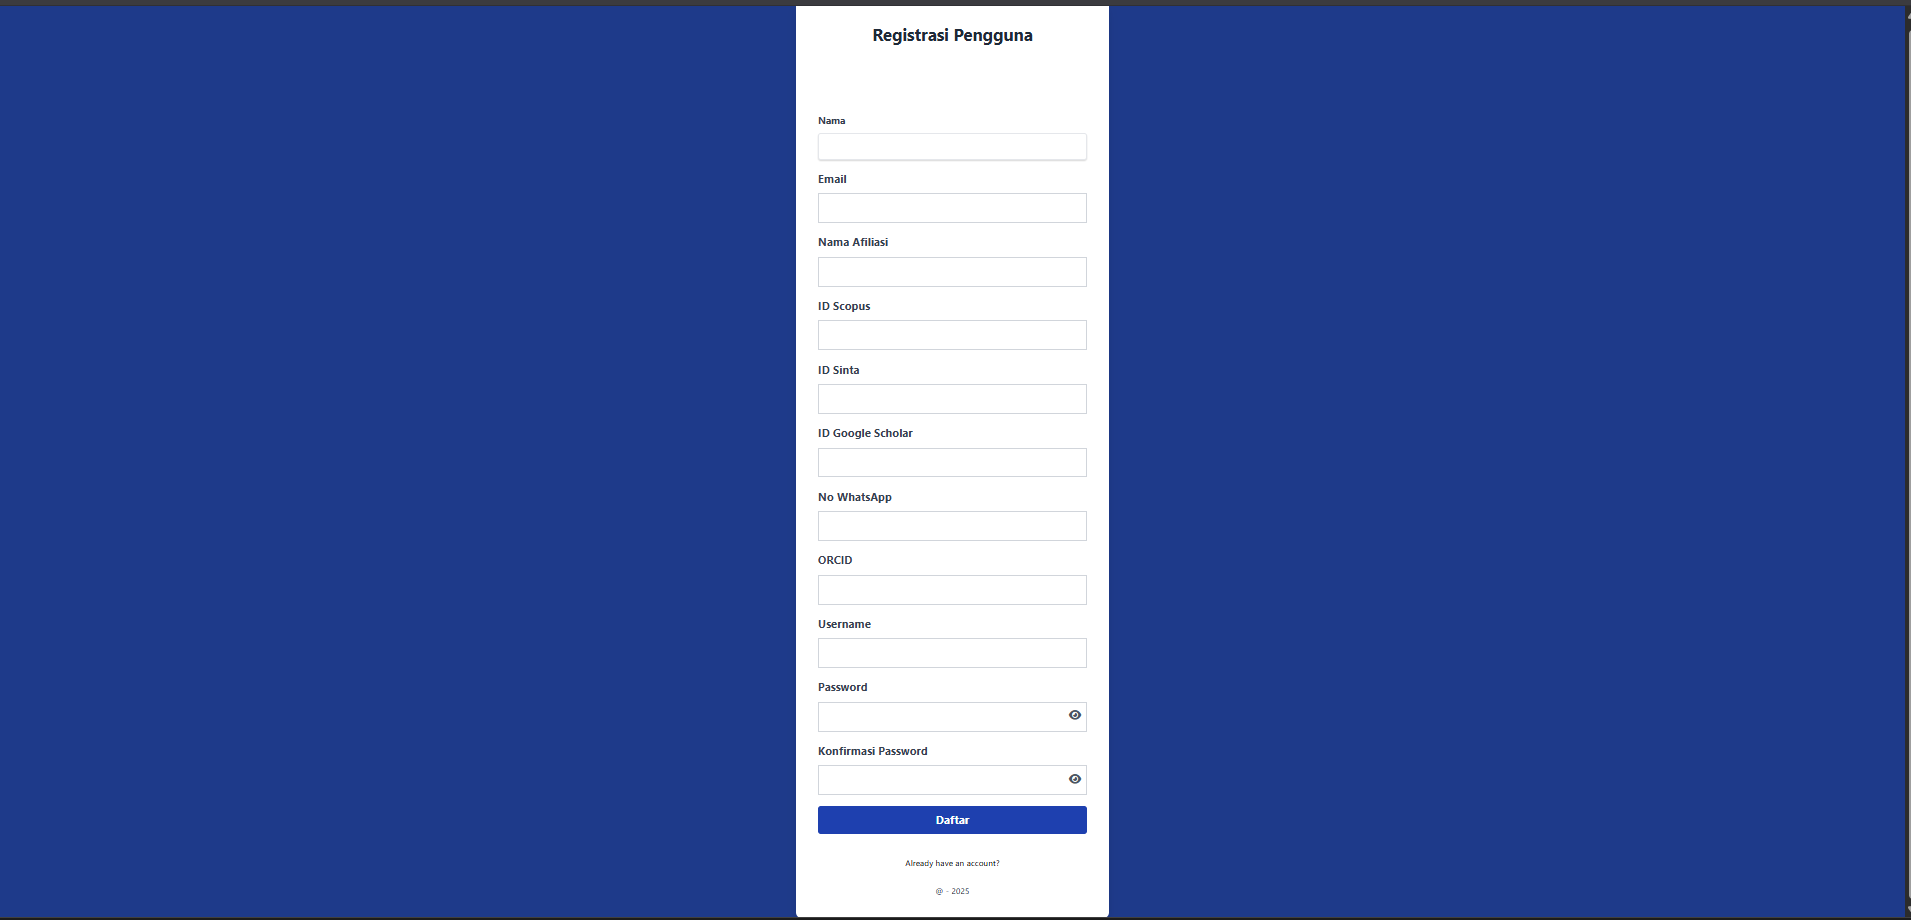 Registrasi Pengguna
Nama
Email
Nama Afiliasi
ID Scopus
ID Sinta
ID Google Scholar
No WhatsApp
ORCID
Username
Password
Konfirmasi Password
Daftar
Already have an account?
@ - 2025